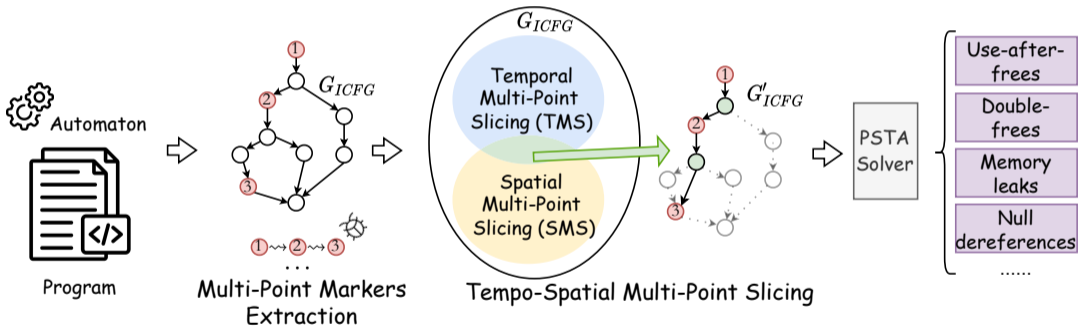 Automaton
</>
Program
1
G_ICFG
2
3
1 2 3
...
Multi-Point Markers
Extraction
G_ICFG
Temporal
Multi-Point
Slicing (TMS)
Spatial
Multi-Point
Slicing (SMS)
1
G'_ICFG
2
3
Tempo-Spatial Multi-Point Slicing
PSTA
Solver
Use-after-
frees
Double-
frees
Memory
leaks
Null
dereferences
......